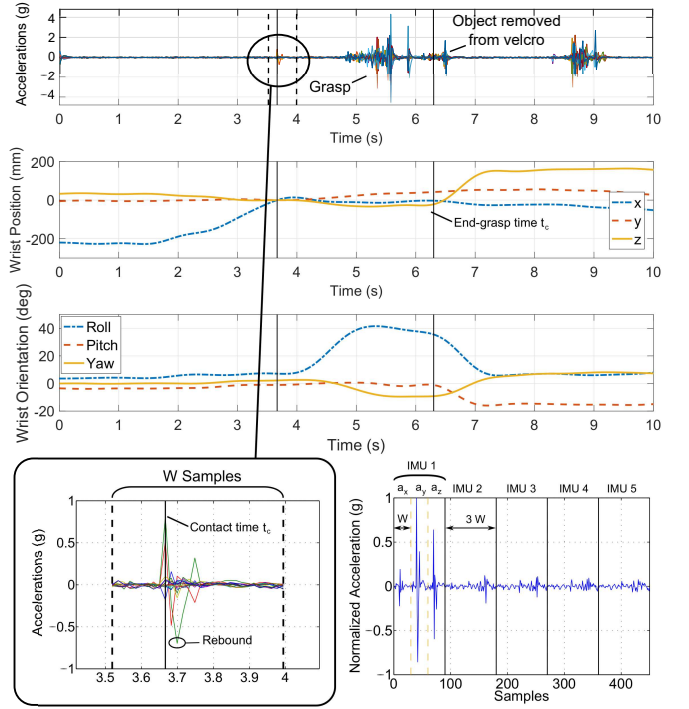 Accelerations (g)
4
2
0
−2
−4
Object removed
from velcro
Grasp
0 1 2 3 4 5 6 7 8 9 10
Time (s)
Wrist Position (mm)
200
0
-200
End-grasp time tc
x
y
z
0 1 2 3 4 5 6 7 8 9 10
Time (s)
Wrist Orientation (deg)
40
20
0
-20
Roll
Pitch
Yaw
0 1 2 3 4 5 6 7 8 9 10
Time (s)
W Samples
Accelerations (g)
1
0.5
0
−0.5
−1
Contact time tc
Rebound
3.5 3.6 3.7 3.8 3.9 4
IMU 1
ax ay az IMU 2 IMU 3 IMU 4 IMU 5
W
3 W
Normalized Acceleration (g)
1
0.5
0
−0.5
−1
0 100 200 300 400
Samples